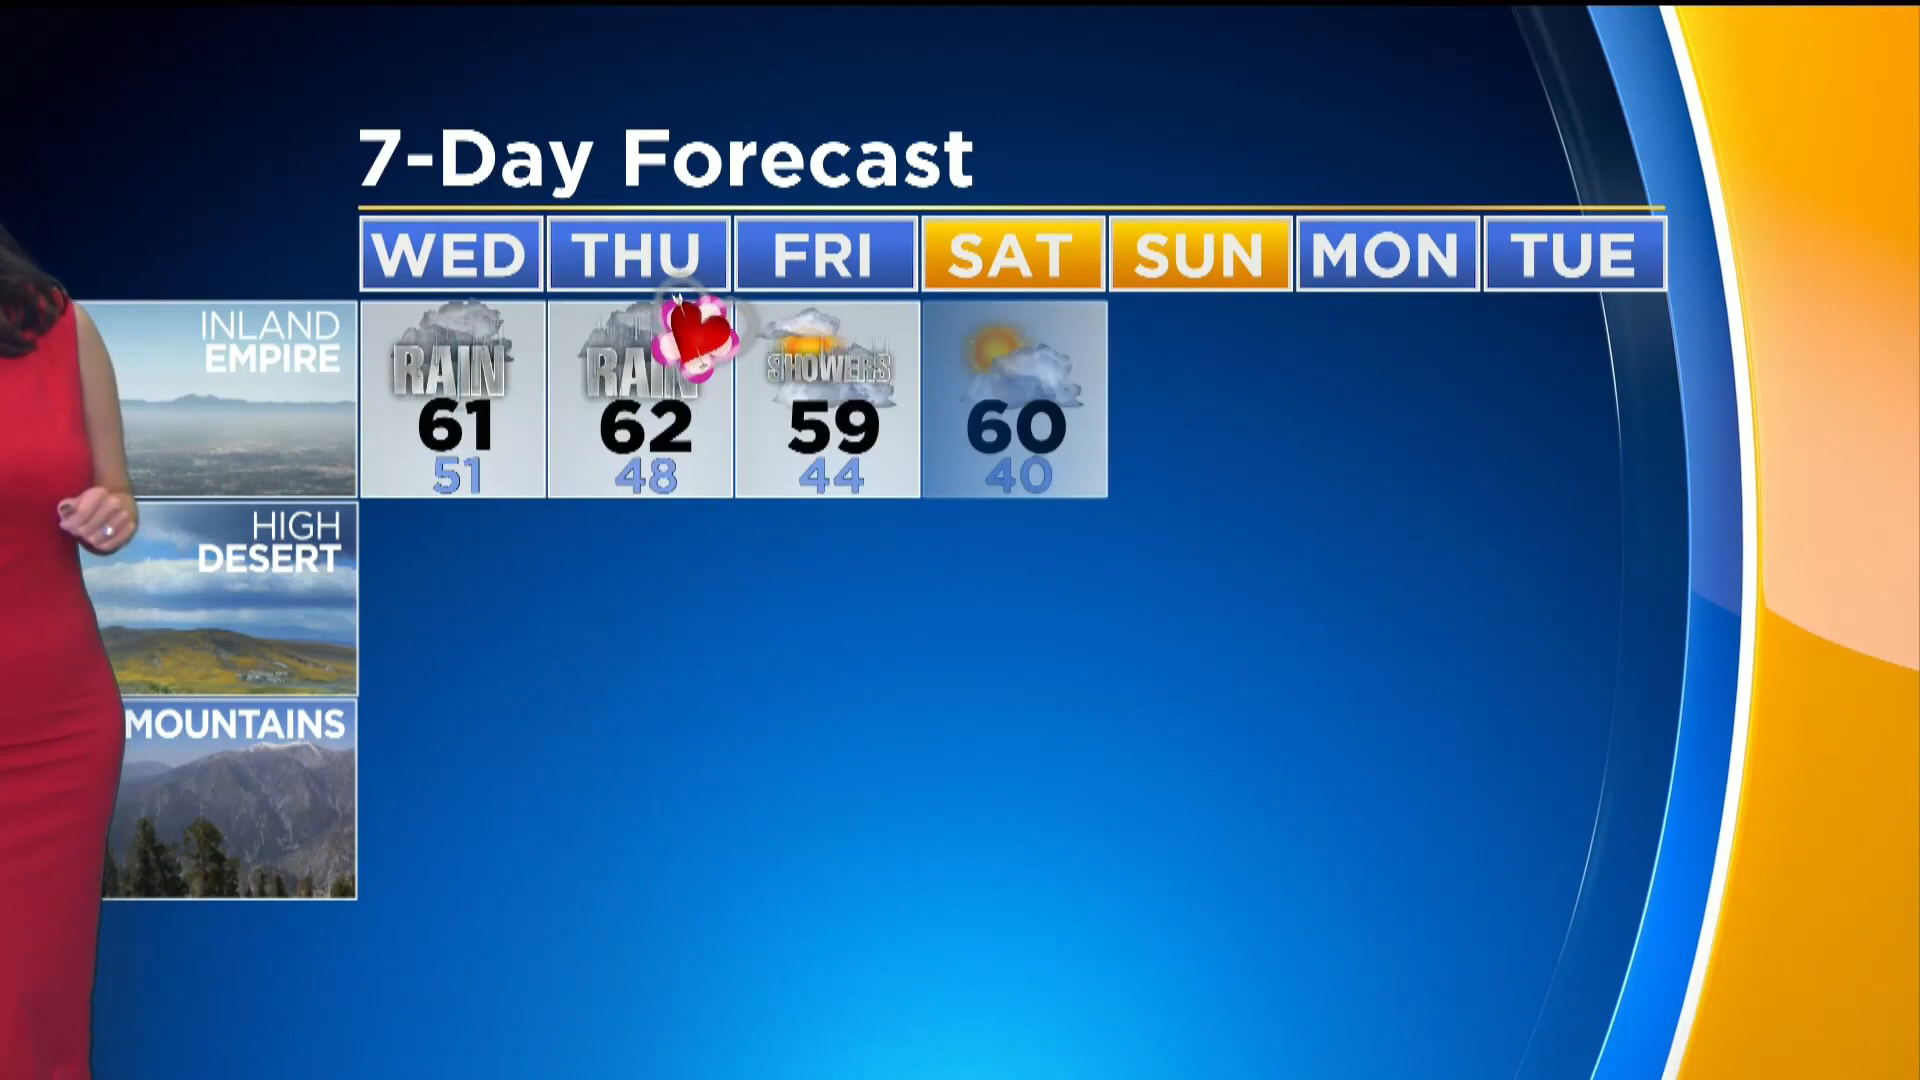 7-Day Forecast
WED THU FRI SAT SUN MON TUE
INLAND
EMPIRE
RAIN RAIN SHOWERS
61 62 59 60
51 48 44 40
HIGH
DESERT
MOUNTAINS